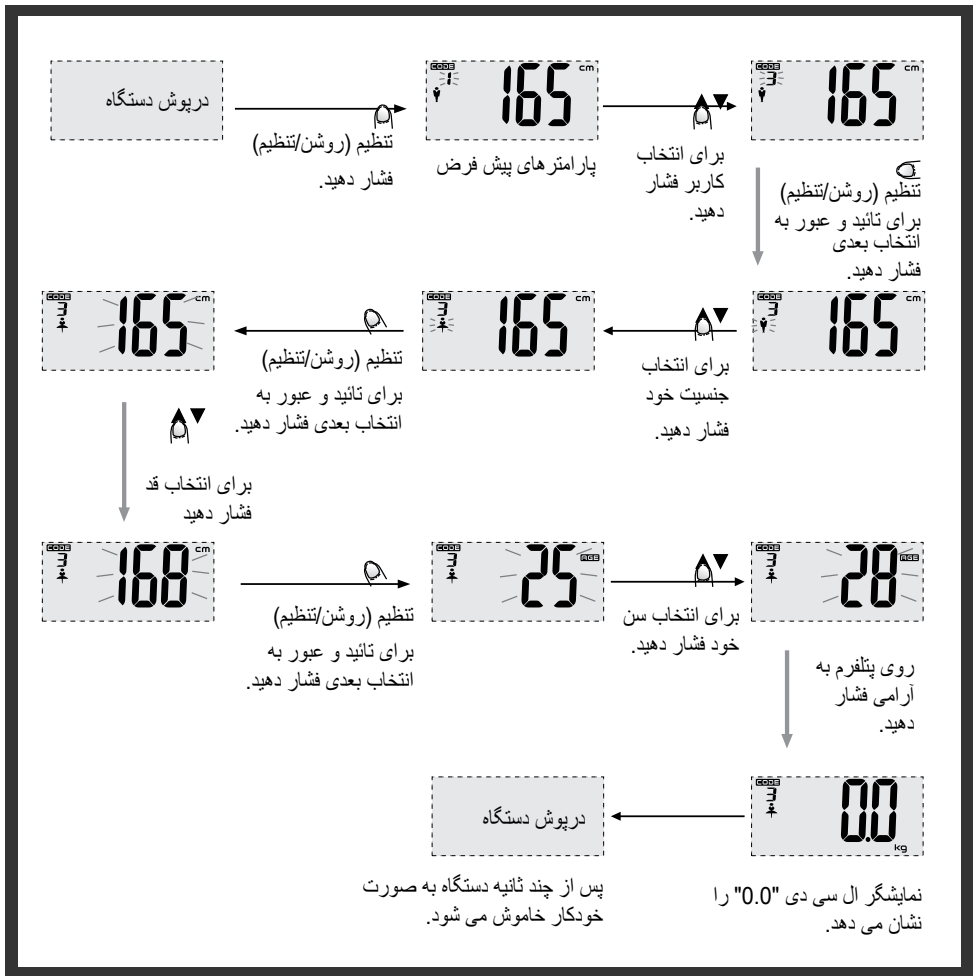 درپوش دستگاه
تنظیم (روشن/تنظیم)
فشار دهید.
CODE
1
165
cm
پارامترهای پیش فرض
برای انتخاب
کاربر فشار
دهید.
CODE
3
165
cm
تنظیم (روشن/تنظیم)
برای تائید و عبور به
انتخاب بعدی
فشار دهید.
CODE
3
165
cm
برای انتخاب
جنسیت خود
فشار دهید.
CODE
3
165
cm
تنظیم (روشن/تنظیم)
برای تائید و عبور به
انتخاب بعدی فشار دهید.
CODE
3
165
cm
برای انتخاب قد
فشار دهید
CODE
3
168
cm
تنظیم (روشن/تنظیم)
برای تائید و عبور به
انتخاب بعدی فشار دهید.
CODE
3
25
AGE
برای انتخاب سن
خود فشار دهید.
CODE
3
28
AGE
روی پتلفرم به
آرامی فشار
دهید.
CODE
3
0.0
kg
نمایشگر ال سی دی "0.0" را
نشان می دهد.
درپوش دستگاه
پس از چند ثانیه دستگاه به صورت
خودکار خاموش می شود.